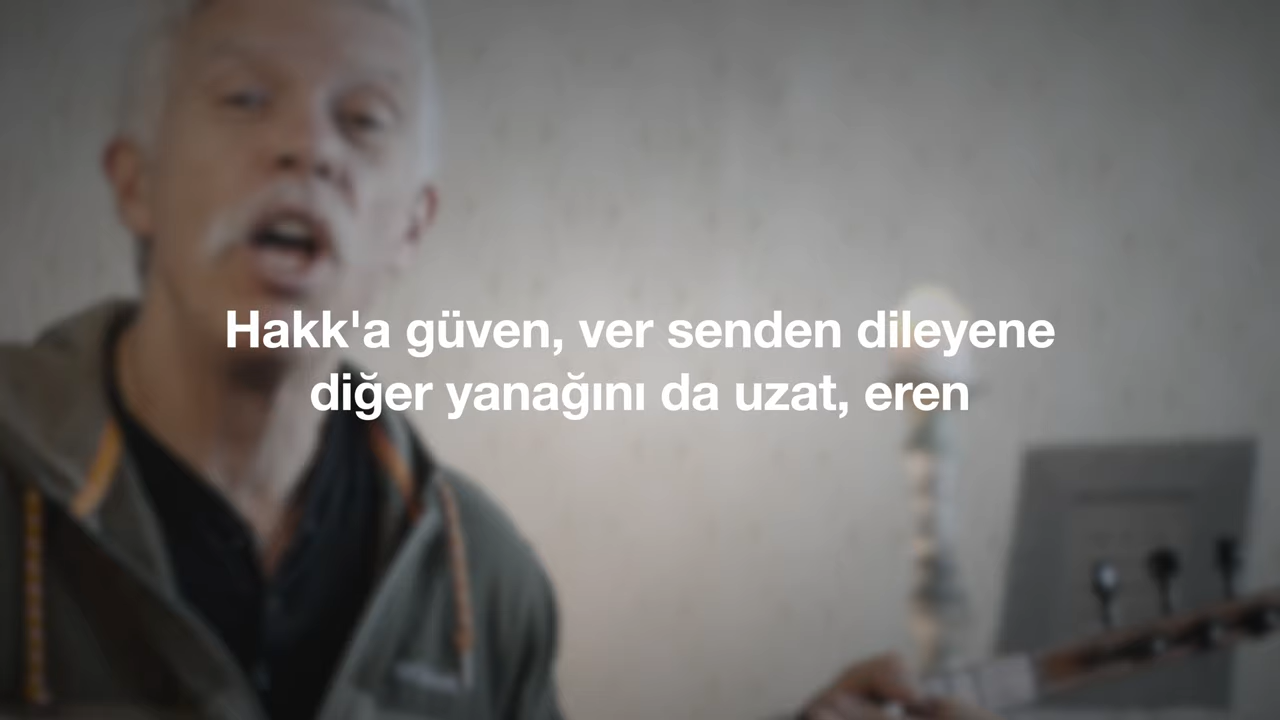 Hakk'a güven, ver senden dileyene
diğer yanağını da uzat, eren